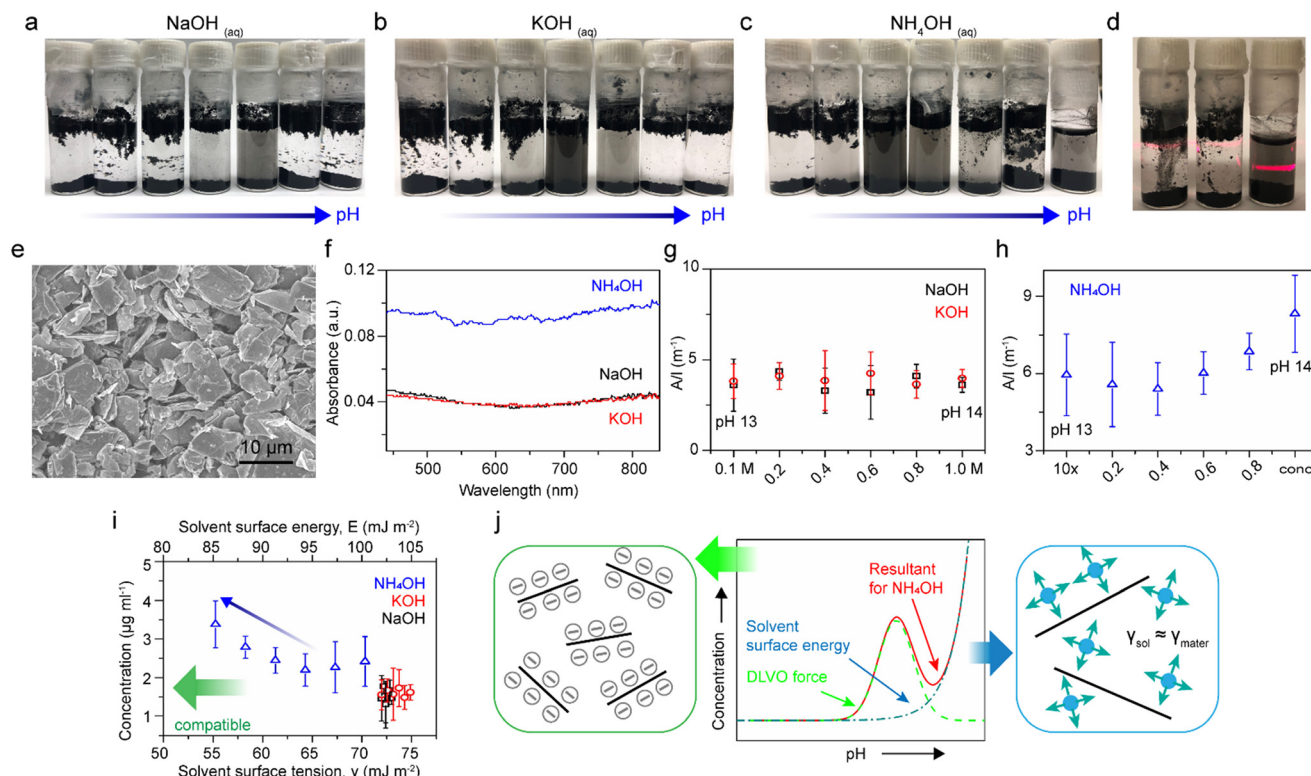 a
NaOH (aq)
b
KOH (aq)
c
NH₄OH (aq)
d
pH
pH
pH
e
10 µm
f
0.12
0.08
0.04
Absorbance (a.u.)
NH₄OH
NaOH
KOH
500 600 700 800
Wavelength (nm)
g
10
5
0
A/l (m⁻¹)
NaOH
KOH
pH 13
pH 14
0.1 M 0.2 0.4 0.6 0.8 1.0 M
h
9
6
3
A/l (m⁻¹)
NH₄OH
pH 13
pH 14
10x 0.2 0.4 0.6 0.8 conc
i
Solvent surface energy, E (mJ m⁻²)
80 85 90 95 100 105
5
4
3
2
1
Concentration (µg ml⁻¹)
NH₄OH
KOH
NaOH
compatible
50 55 60 65 70 75
Solvent surface tension, γ (mJ m⁻²)
j
Concentration
Resultant
for NH₄OH
Solvent
surface energy
DLVO force
pH
γsol ≈ γmater